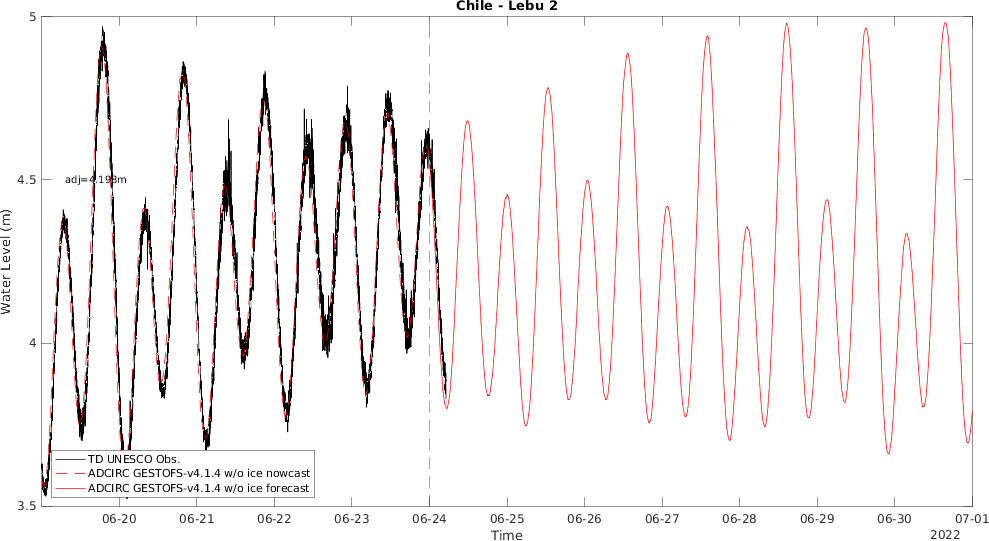 Chile - Lebu 2
5
4.5
4
3.5
Water Level (m)
adj=4.193m
TD UNESCO Obs.
ADCIRC GESTOFS-v4.1.4 w/o ice nowcast
ADCIRC GESTOFS-v4.1.4 w/o ice forecast
06-20 06-21 06-22 06-23 06-24 06-25 06-26 06-27 06-28 06-29 06-30 07-01
Time
2022